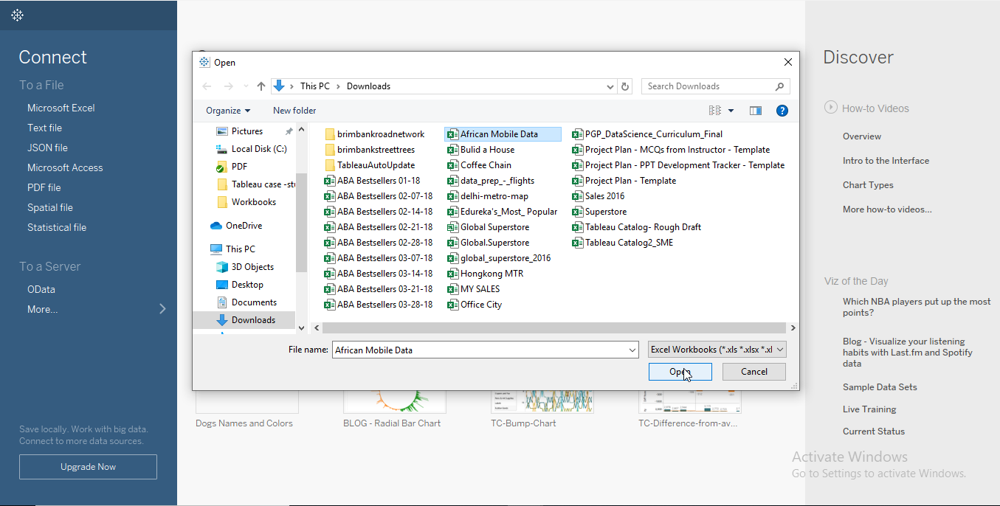 Connect
To a File
Microsoft Excel
Text file
JSON file
Microsoft Access
PDF file
Spatial file
Statistical file
To a Server
OData
More...
Save locally. Work with big data.
Connect to more data sources.
Upgrade Now
Open
This PC
Downloads
Search Downloads
Organize
New folder
Pictures
Local Disk (C:)
PDF
Tableau case
Workbooks
OneDrive
This PC
3D Objects
Desktop
Documents
Downloads
brimbankroadnetwork
brimbankstreettrees
TableauAutoUpdate
ABA Bestsellers 01-18
ABA Bestsellers 02-07-18
ABA Bestsellers 02-14-18
ABA Bestsellers 02-21-18
ABA Bestsellers 02-28-18
ABA Bestsellers 03-07-18
ABA Bestsellers 03-14-18
ABA Bestsellers 03-21-18
ABA Bestsellers 03-28-18
African Mobile Data
Bulid a House
Coffee Chain
data_prep_-_flights
delhi-metro-map
Edureka's_Most_ Popular
Global Superstore
Global.Superstore
global_superstore_2016
Hongkong MTR
MY SALES
Office City
PGP_DataScience_Curriculum_Final
Project Plan - MCQs from Instructor - Template
Project Plan - PPT Development Tracker - Template
Project Plan - Template
Sales 2016
Superstore
Tableau Catalog- Rough Draft
Tableau Catalog2_SME
File name:
African Mobile Data
Excel Workbooks (*.xls *.xlsx *.xl
Open
Cancel
Dogs Names and Colors
BLOG - Radial Bar Chart
TC-Bump-Chart
TC-Difference-from-av...
Discover
How-to Videos
Overview
Intro to the Interface
Chart Types
More how-to videos...
Viz of the Day
Which NBA players put up the most
points?
Blog - Visualize your listening
habits with Last.fm and Spotify
data
Sample Data Sets
Live Training
Current Status
Activate Windows
Go to Settings to activate Windows.